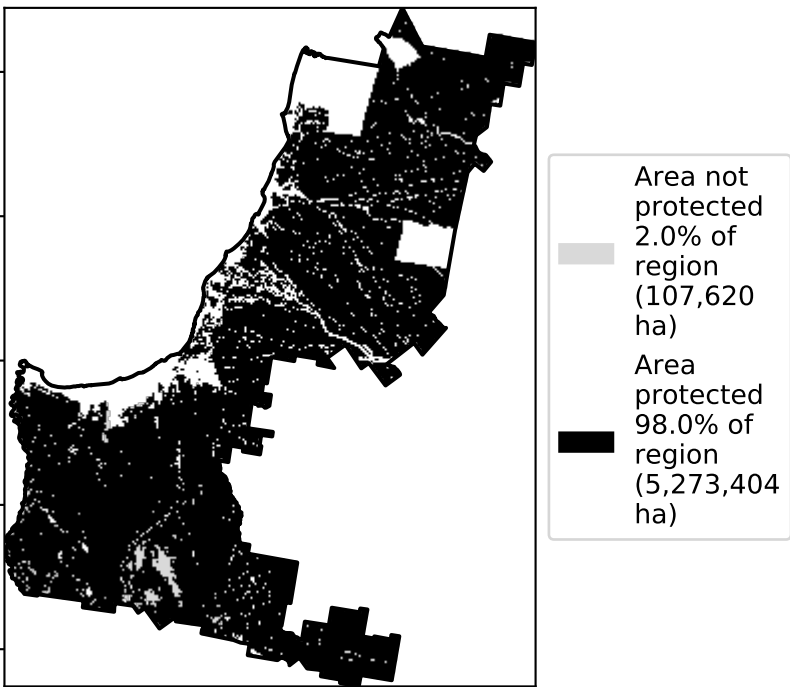 Area not
protected
2.0% of
region
(107,620
ha)
Area
protected
98.0% of
region
(5,273,404
ha)